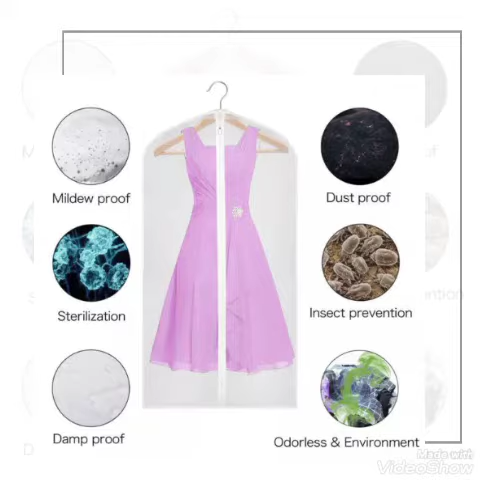 Mildew proof
Dust proof
Sterilization
Insect prevention
Damp proof
Odorless & Environment
Made with
VideoShow